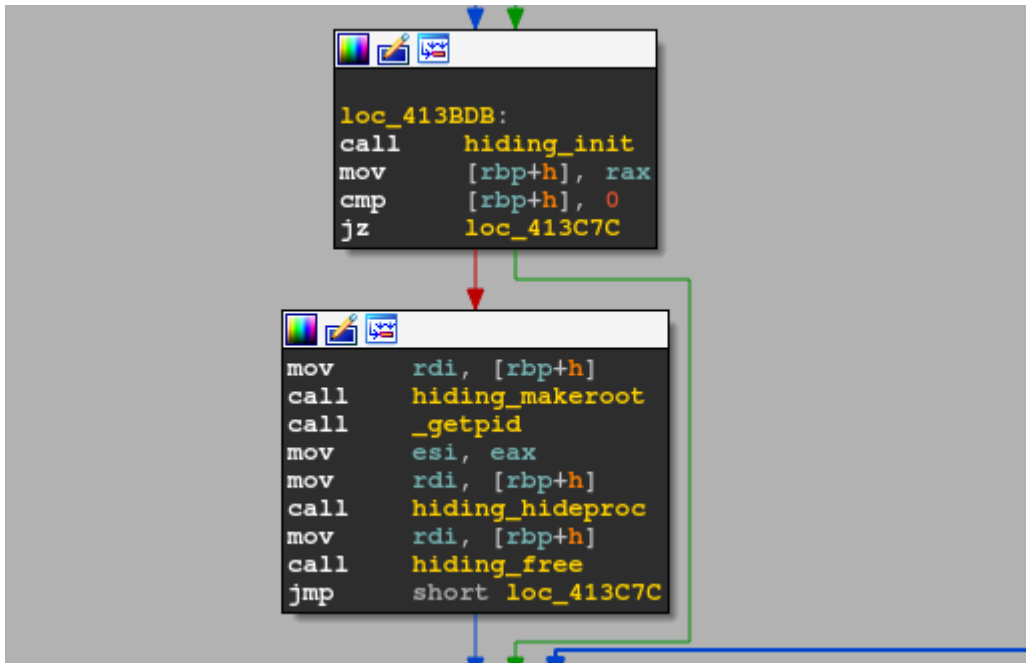 loc_413BDB:
call hiding_init
mov [rbp+h], rax
cmp [rbp+h], 0
jz loc_413C7C
mov rdi, [rbp+h]
call hiding_makeroot
call _getpid
mov esi, eax
mov rdi, [rbp+h]
call hiding_hideproc
mov rdi, [rbp+h]
call hiding_free
jmp short loc_413C7C